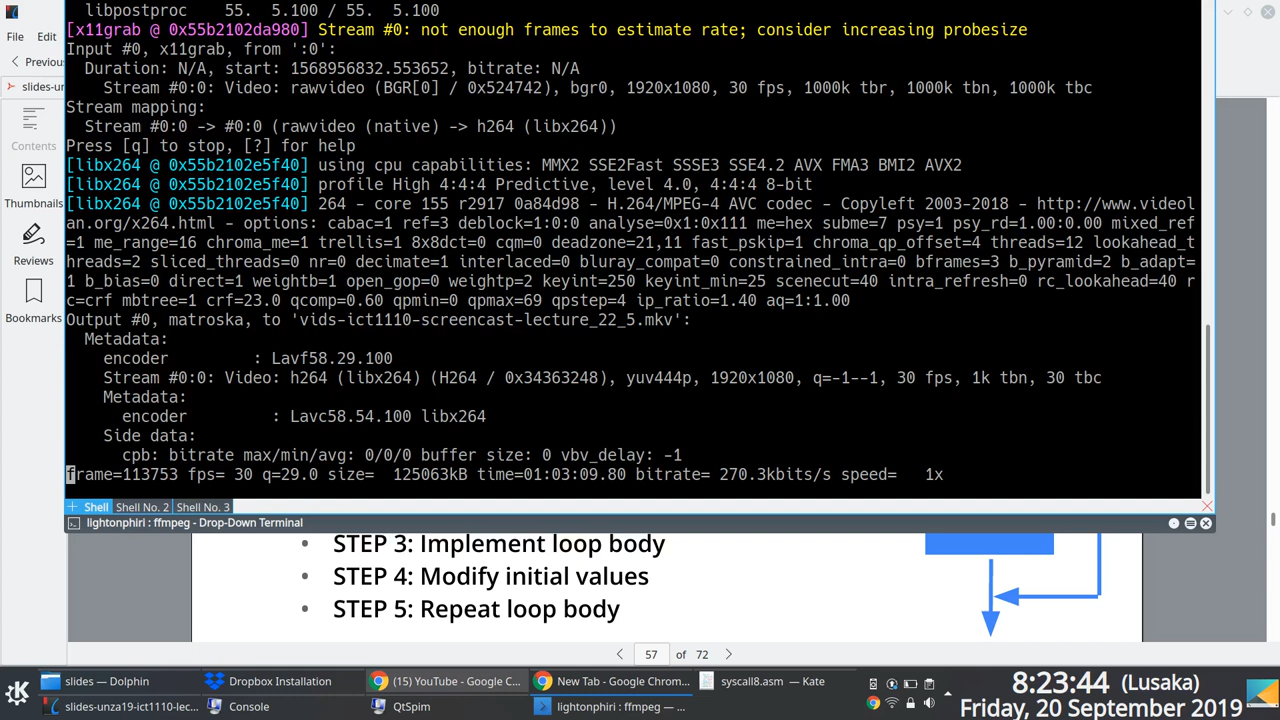 libpostproc    55.  5.100 / 55.  5.100
[x11grab @ 0x55b2102da980] Stream #0: not enough frames to estimate rate; consider increasing probesize
Input #0, x11grab, from ':0':
Duration: N/A, start: 1568956832.553652, bitrate: N/A
Stream #0:0: Video: rawvideo (BGR[0] / 0x524742), bgr0, 1920x1080, 30 fps, 1000k tbr, 1000k tbn, 1000k tbc
Stream mapping:
Stream #0:0 -> #0:0 (rawvideo (native) -> h264 (libx264))
Press [q] to stop, [?] for help
[libx264 @ 0x55b2102e5f40] using cpu capabilities: MMX2 SSE2Fast SSSE3 SSE4.2 AVX FMA3 BMI2 AVX2
[libx264 @ 0x55b2102e5f40] profile High 4:4:4 Predictive, level 4.0, 4:4:4 8-bit
[libx264 @ 0x55b2102e5f40] 264 - core 155 r2917 0a84d98 - H.264/MPEG-4 AVC codec - Copyleft 2003-2018 - http://www.videol
an.org/x264.html - options: cabac=1 ref=3 deblock=1:0:0 analyse=0x1:0x111 me=hex subme=7 psy=1 psy_rd=1.00:0.00 mixed_ref
=1 me_range=16 chroma_me=1 trellis=1 8x8dct=0 cqm=0 deadzone=21,11 fast_pskip=1 chroma_qp_offset=4 threads=12 lookahead_t
hreads=2 sliced_threads=0 nr=0 decimate=1 interlaced=0 bluray_compat=0 constrained_intra=0 bframes=3 b_pyramid=2 b_adapt=
1 b_bias=0 direct=1 weightb=1 open_gop=0 weightp=2 keyint=250 keyint_min=25 scenecut=40 intra_refresh=0 rc_lookahead=40 r
c=crf mbtree=1 crf=23.0 qcomp=0.60 qpmin=0 qpmax=69 qpstep=4 ip_ratio=1.40 aq=1:1.00
Output #0, matroska, to 'vids-ict1110-screencast-lecture_22_5.mkv':
Metadata:
encoder         : Lavf58.29.100
Stream #0:0: Video: h264 (libx264) (H264 / 0x34363248), yuv444p, 1920x1080, q=-1--1, 30 fps, 1k tbn, 30 tbc
Metadata:
encoder         : Lavc58.54.100 libx264
Side data:
cpb: bitrate max/min/avg: 0/0/0 buffer size: 0 vbv_delay: -1
frame=113753 fps= 30 q=29.0 size=  125063kB time=01:03:09.80 bitrate= 270.3kbits/s speed=   1x
Shell Shell No. 2 Shell No. 3
lightonphiri : ffmpeg - Drop-Down Terminal
File Edit
Previous
slides-un
Contents
Thumbnails
Reviews
Bookmarks
• STEP 3: Implement loop body
• STEP 4: Modify initial values
• STEP 5: Repeat loop body
57 of 72
slides — Dolphin
Dropbox Installation
(15) YouTube - Google C...
New Tab - Google Chrom...
syscall8.asm — Kate
slides-unza19-ict1110-lec...
Console
QtSpim
lightonphiri : ffmpeg — ...
8:23:44 (Lusaka)
Friday, 20 September 2019